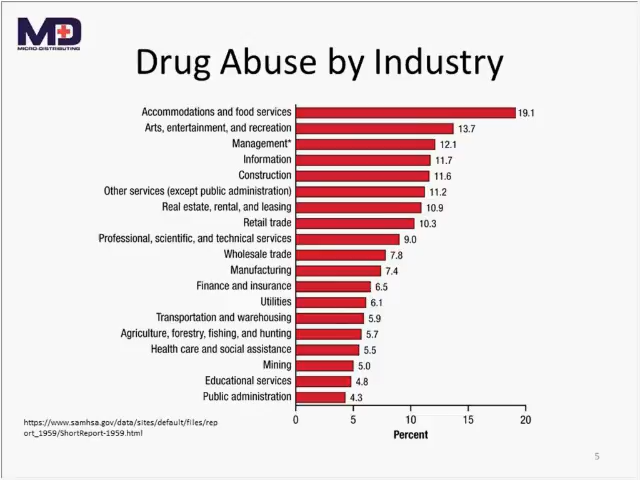 MD
MICRO-DISTRIBUTING
Drug Abuse by Industry
Accommodations and food services 19.1
Arts, entertainment, and recreation 13.7
Management* 12.1
Information 11.7
Construction 11.6
Other services (except public administration) 11.2
Real estate, rental, and leasing 10.9
Retail trade 10.3
Professional, scientific, and technical services 9.0
Wholesale trade 7.8
Manufacturing 7.4
Finance and insurance 6.5
Utilities 6.1
Transportation and warehousing 5.9
Agriculture, forestry, fishing, and hunting 5.7
Health care and social assistance 5.5
Mining 5.0
Educational services 4.8
Public administration 4.3
0 5 10 15 20
Percent
https://www.samhsa.gov/data/sites/default/files/rep
ort_1959/ShortReport-1959.html
5